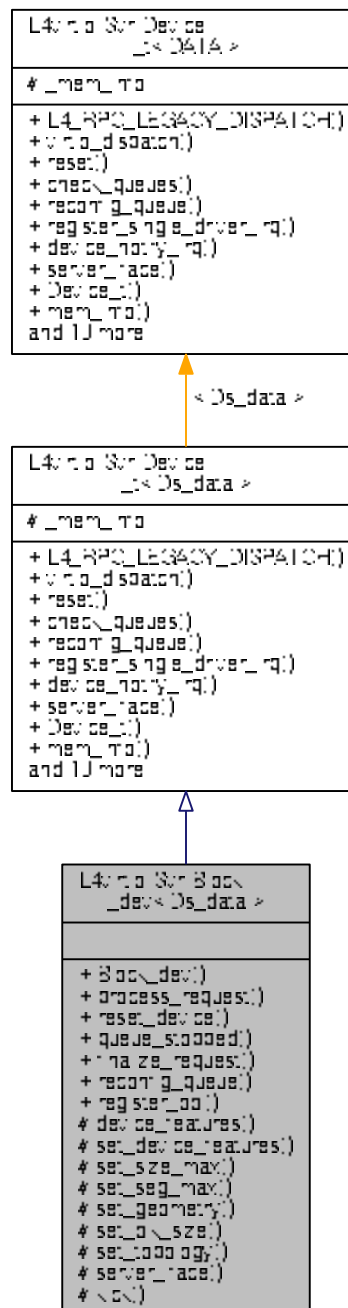 L4virtio::Svr::Device
_t< DATA >
# _mem_info
+ L4_RPC_LEGACY_DISPATCH()
+ virtio_dispatch()
+ reset()
+ check_queues()
+ reconfig_queue()
+ register_single_driver_irq()
+ device_notify_irq()
+ server_iface()
+ Device_t()
+ mem_info()
and 10 more
< Ds_data >
L4virtio::Svr::Device
_t< Ds_data >
# _mem_info
+ L4_RPC_LEGACY_DISPATCH()
+ virtio_dispatch()
+ reset()
+ check_queues()
+ reconfig_queue()
+ register_single_driver_irq()
+ device_notify_irq()
+ server_iface()
+ Device_t()
+ mem_info()
and 10 more
L4virtio::Svr::Block
_dev< Ds_data >
+ Block_dev()
+ process_request()
+ reset_device()
+ queue_stopped()
+ finalize_request()
+ reconfig_queue()
+ register_obj()
# device_features()
# set_device_features()
# set_size_max()
# set_seg_max()
# set_geometry()
# set_blk_size()
# set_topology()
# server_iface()
# kick()